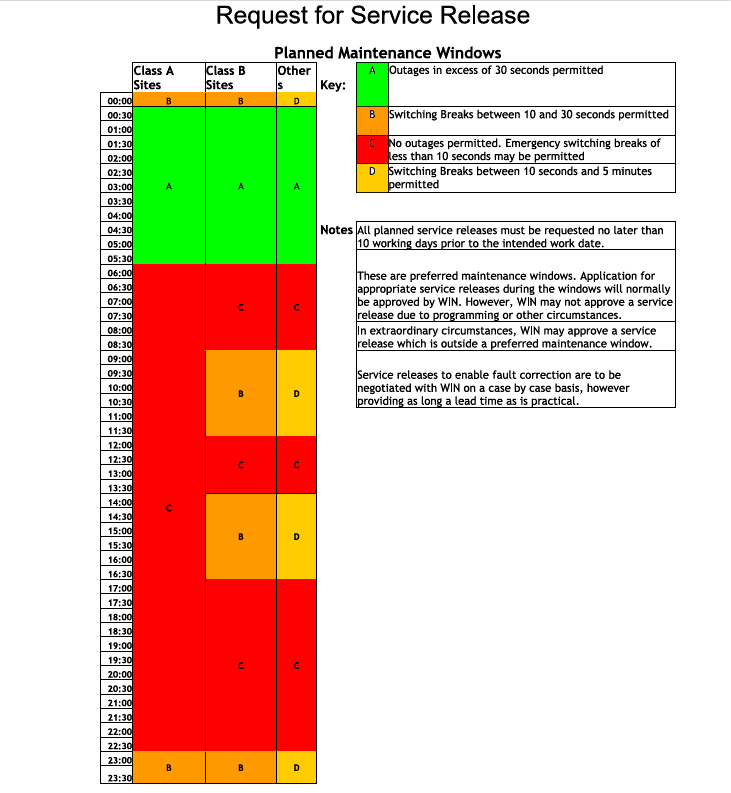 Request for Service Release
Planned Maintenance Windows
Class A Sites
Class B Sites
Other
s
Key:
A Outages in excess of 30 seconds permitted
B Switching Breaks between 10 and 30 seconds permitted
C No outages permitted. Emergency switching breaks of
less than 10 seconds may be permitted
D Switching Breaks between 10 seconds and 5 minutes
permitted
00:00 B B D
00:30
01:00
01:30
02:00
02:30
03:00 A A A
03:30
04:00
04:30
05:00
05:30
06:00
06:30
07:00
07:30 C C
08:00
08:30
09:00
09:30
10:00 B D
10:30
11:00
11:30
12:00
12:30 C C
13:00
13:30
14:00 C
14:30
15:00 B D
15:30
16:00
16:30
17:00
17:30
18:00
18:30
19:00
19:30 C C
20:00
20:30
21:00
21:30
22:00
22:30
23:00 B B D
23:30
Notes
All planned service releases must be requested no later than
10 working days prior to the intended work date.
These are preferred maintenance windows. Application for
appropriate service releases during the windows will normally
be approved by WIN. However, WIN may not approve a service
release due to programming or other circumstances.
In extraordinary circumstances, WIN may approve a service
release which is outside a preferred maintenance window.
Service releases to enable fault correction are to be
negotiated with WIN on a case by case basis, however
providing as long a lead time as is practical.